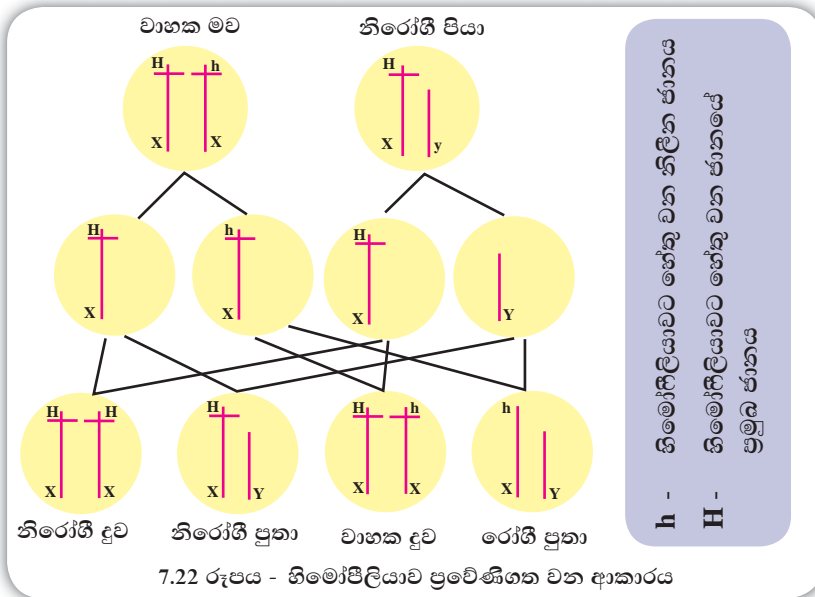 වාහක මව
නිරෝගී පියා
H h
X X
H
X y
H
X
h
X
H
X
Y
H H
X X
H
X Y
H h
X X
h
X Y
නිරෝගී දුව
නිරෝගී පුතා
වාහක දුව
රෝගී පුතා
h - හිමෝෆීලියාවට හේතු වන නිලීන ජානය
H - හිමෝෆීලියාවට හේතු වන ජානයේ
ප්‍රමුඛ ජානය
7.22 රූපය - හිමෝපීලියාව ප්‍රවේණිගත වන ආකාරය